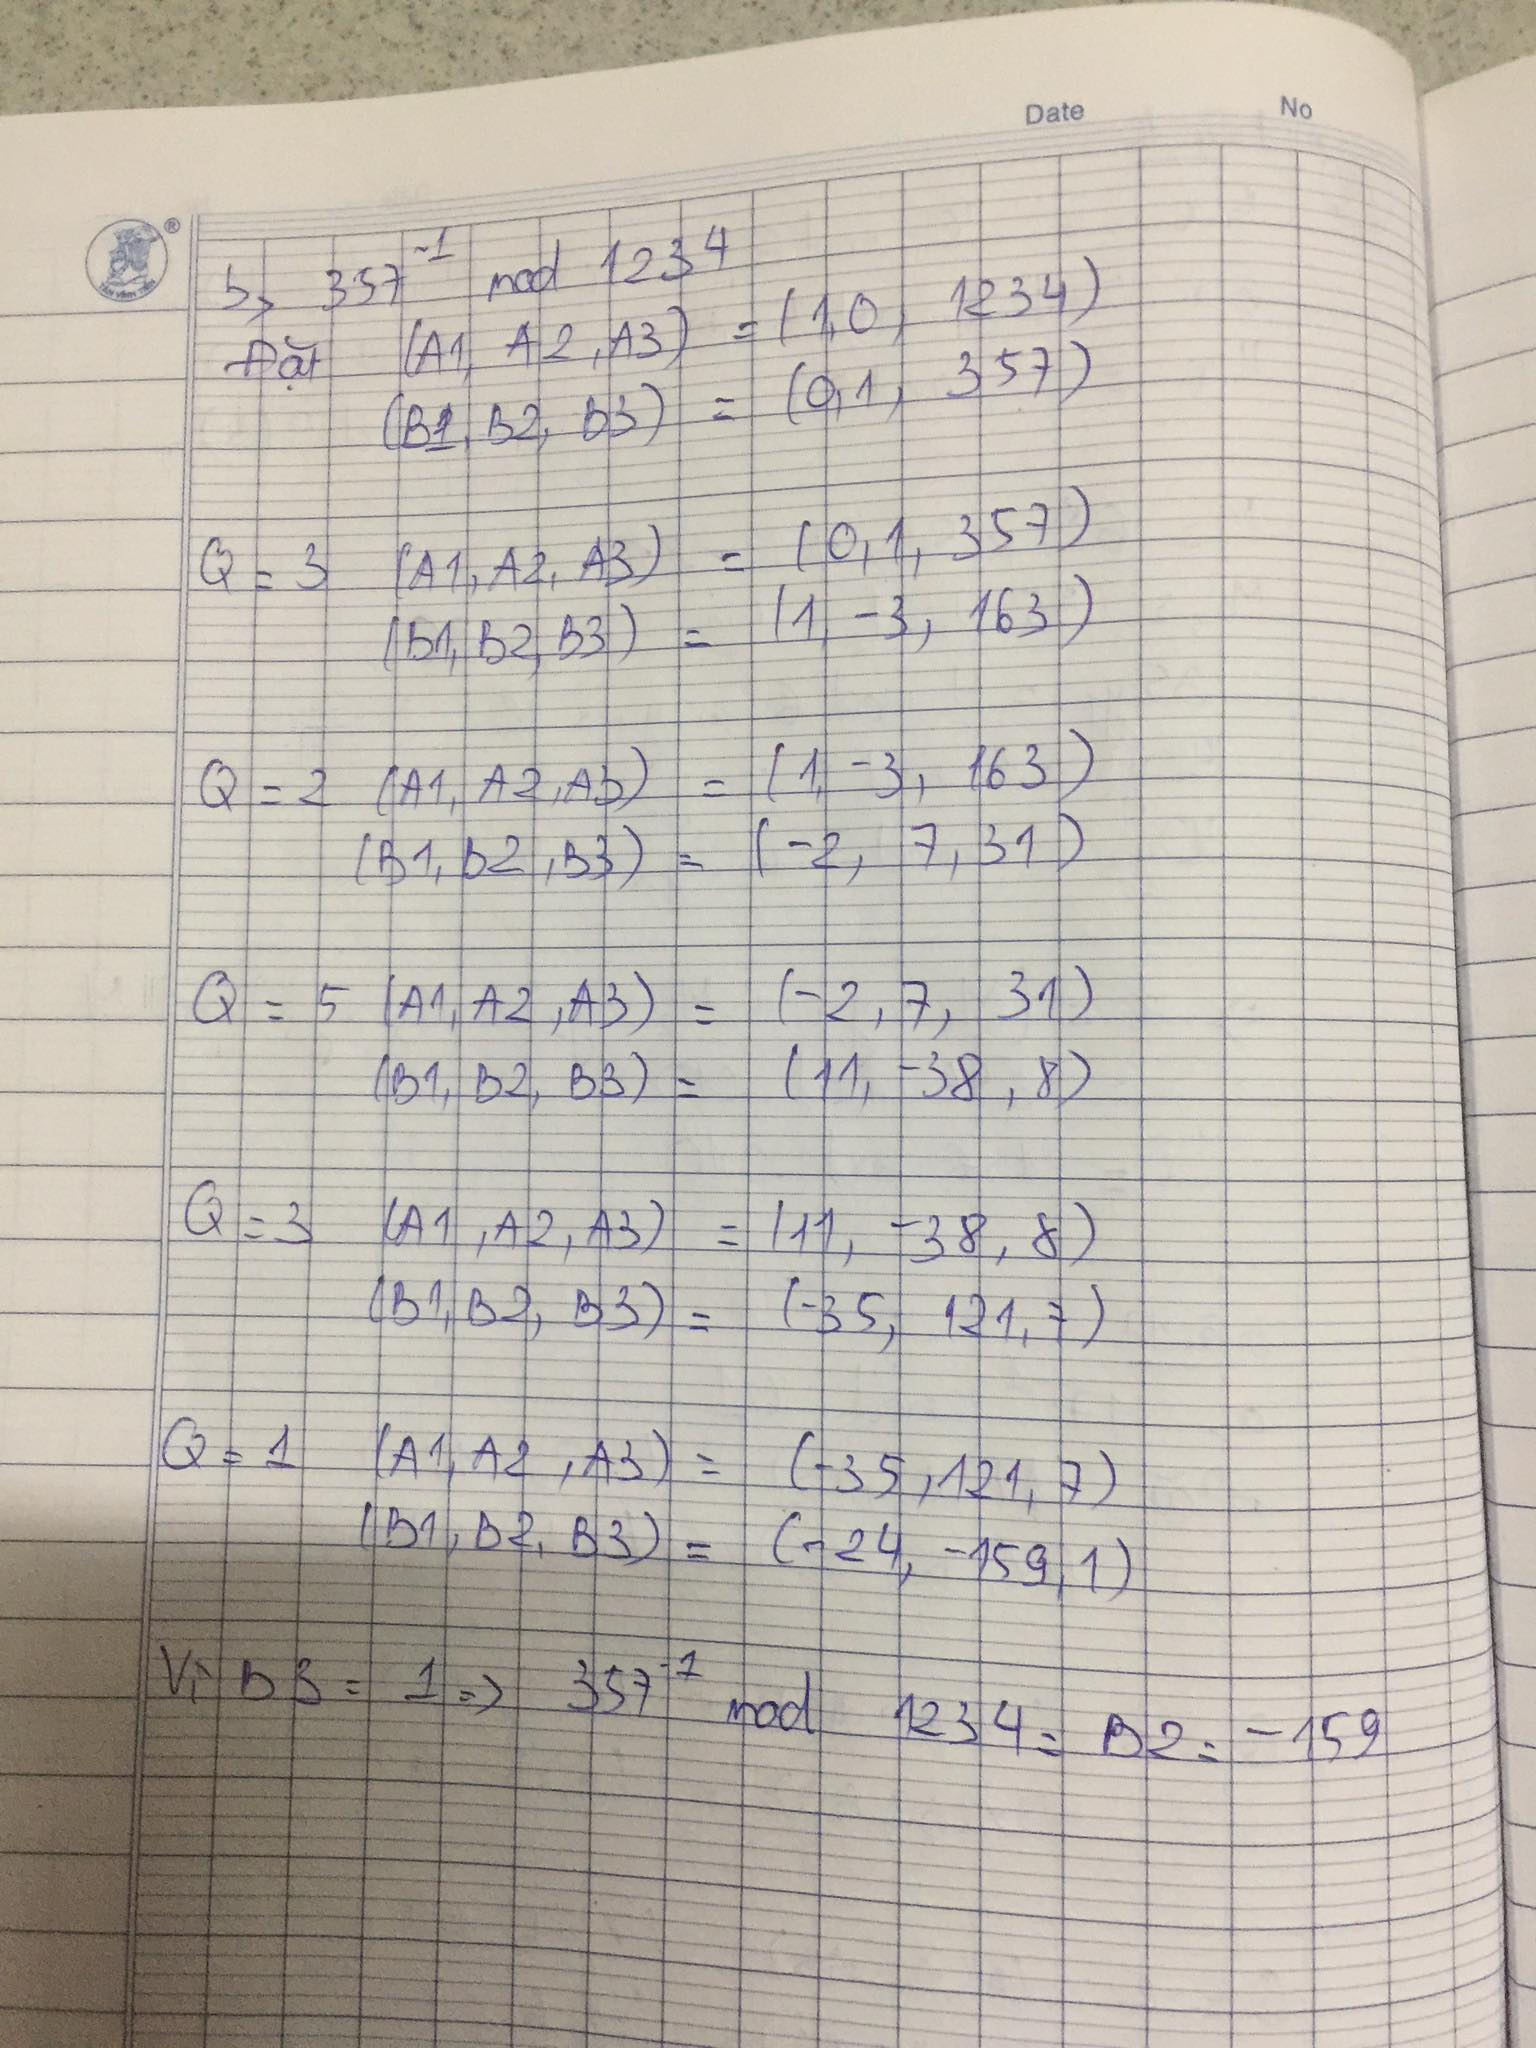 Date No
b, 357⁻¹ mod 1234
Đặt (A1, A2, A3) = (1, 0, 1234)
(B1, B2, B3) = (0, 1, 357)
Q = 3 (A1, A2, A3) = (0, 1, 357)
(B1, B2, B3) = (1, -3, 163)
Q = 2 (A1, A2, A3) = (1, -3, 163)
(B1, B2, B3) = (-2, 7, 31)
Q = 5 (A1, A2, A3) = (-2, 7, 31)
(B1, B2, B3) = (11, -38, 8)
Q = 3 (A1, A2, A3) = (11, -38, 8)
(B1, B2, B3) = (-35, 121, 7)
Q = 1 (A1, A2, A3) = (-35, 121, 7)
(B1, B2, B3) = (-24, -159, 1)
Vì B3 = 1 => 357⁻¹ mod 1234 = B2 = -159